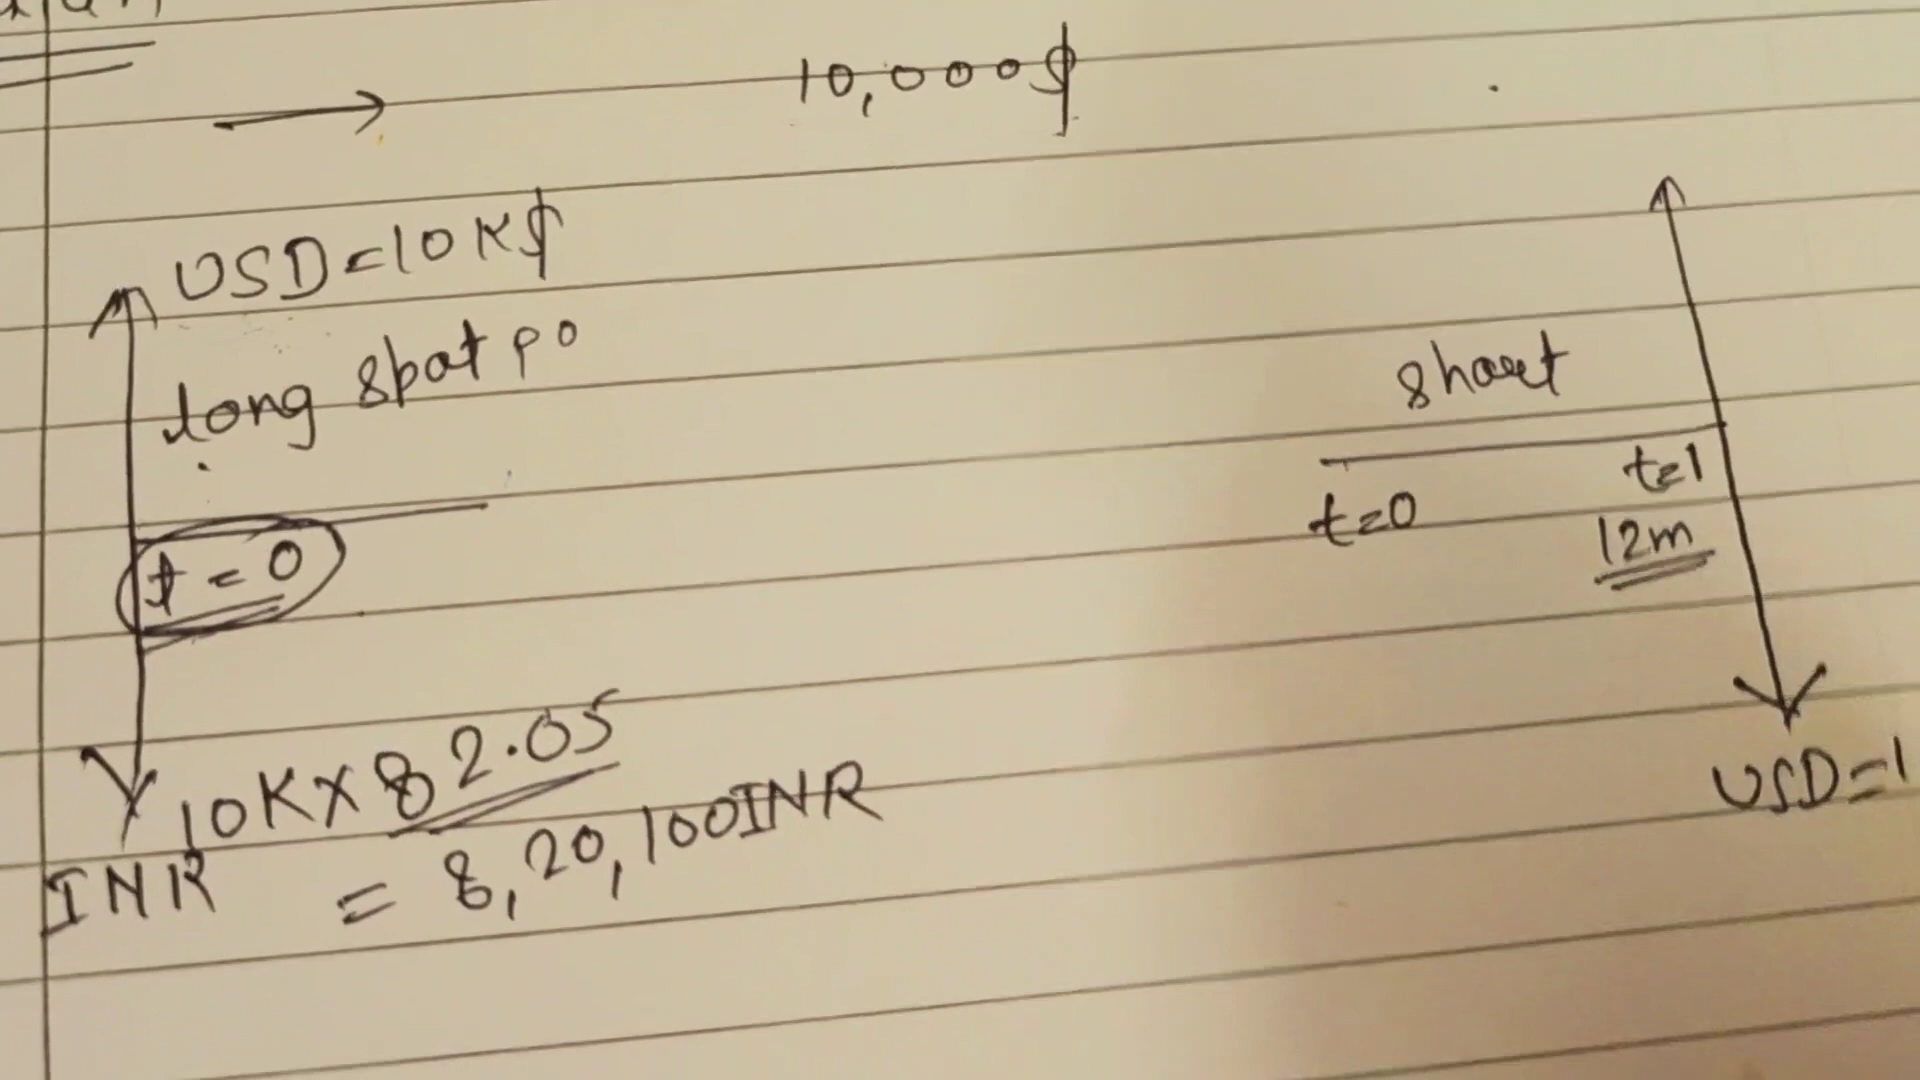 10,000$
USD=10K$
long spot po
short
t=0
t=1
12m
t=0
10K×82.05
= 8,20,100INR
INR
USD=1